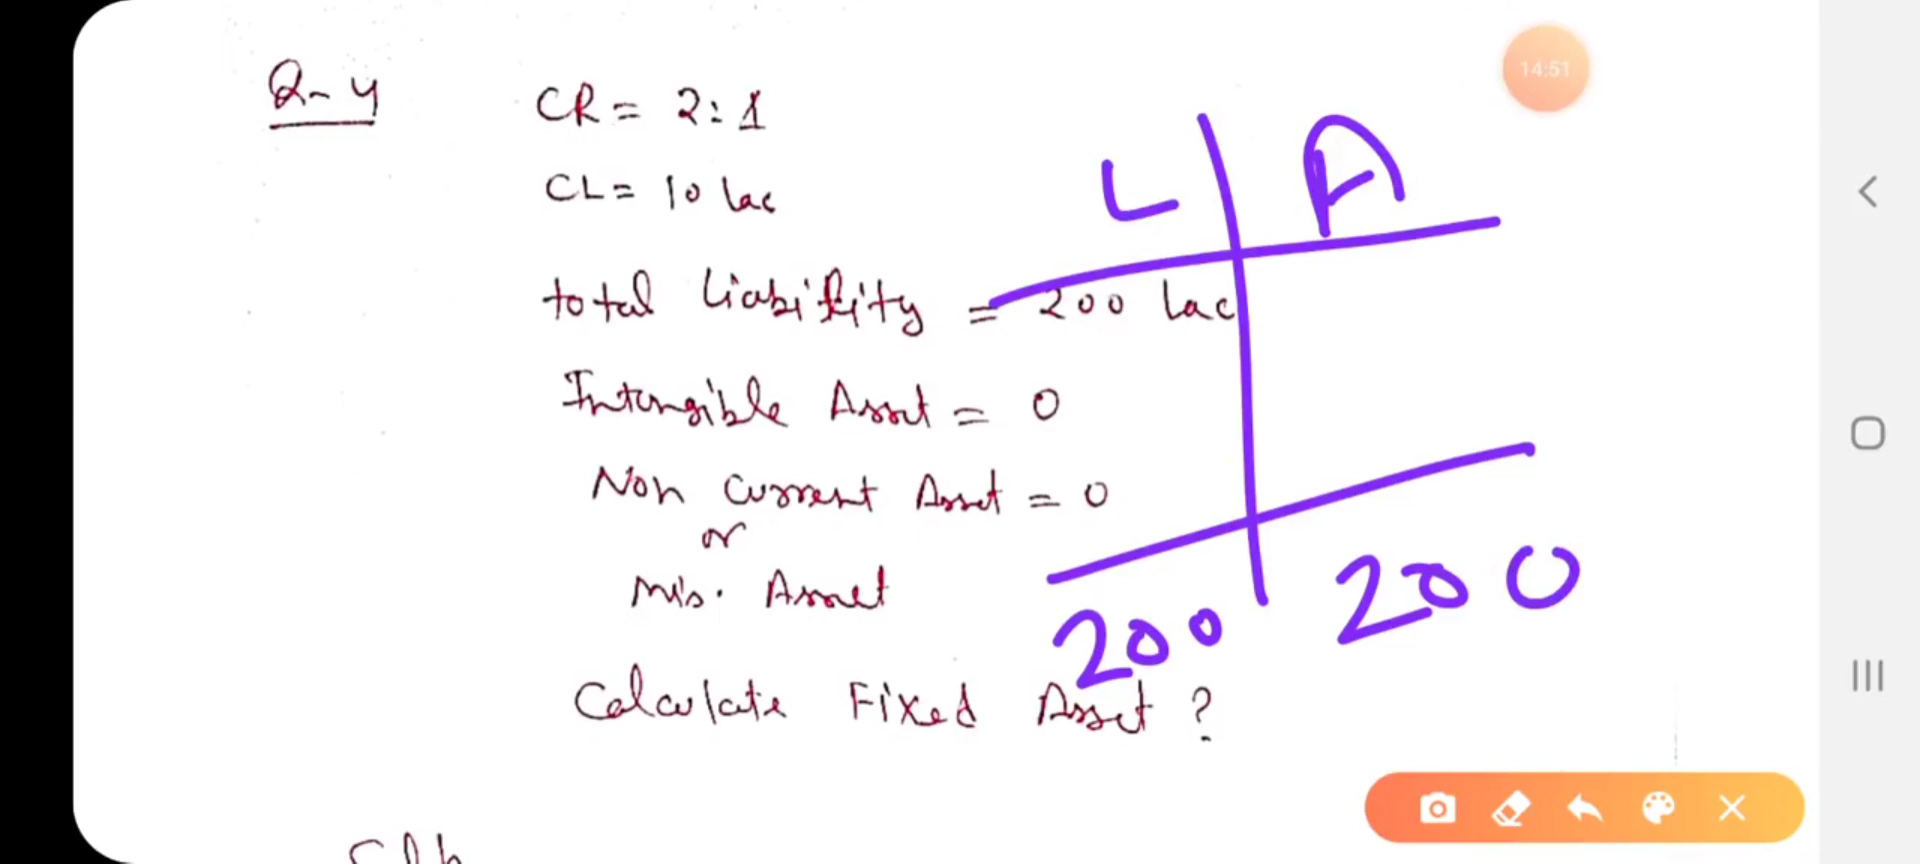 Q-4
CR = 2:1
CL = 10 lac
total Liability = 200 lac
Intangible Asset = 0
Non Current Asset = 0
or
Mis. Asset
Calculate Fixed Asset ?
L A
200 200
14:51